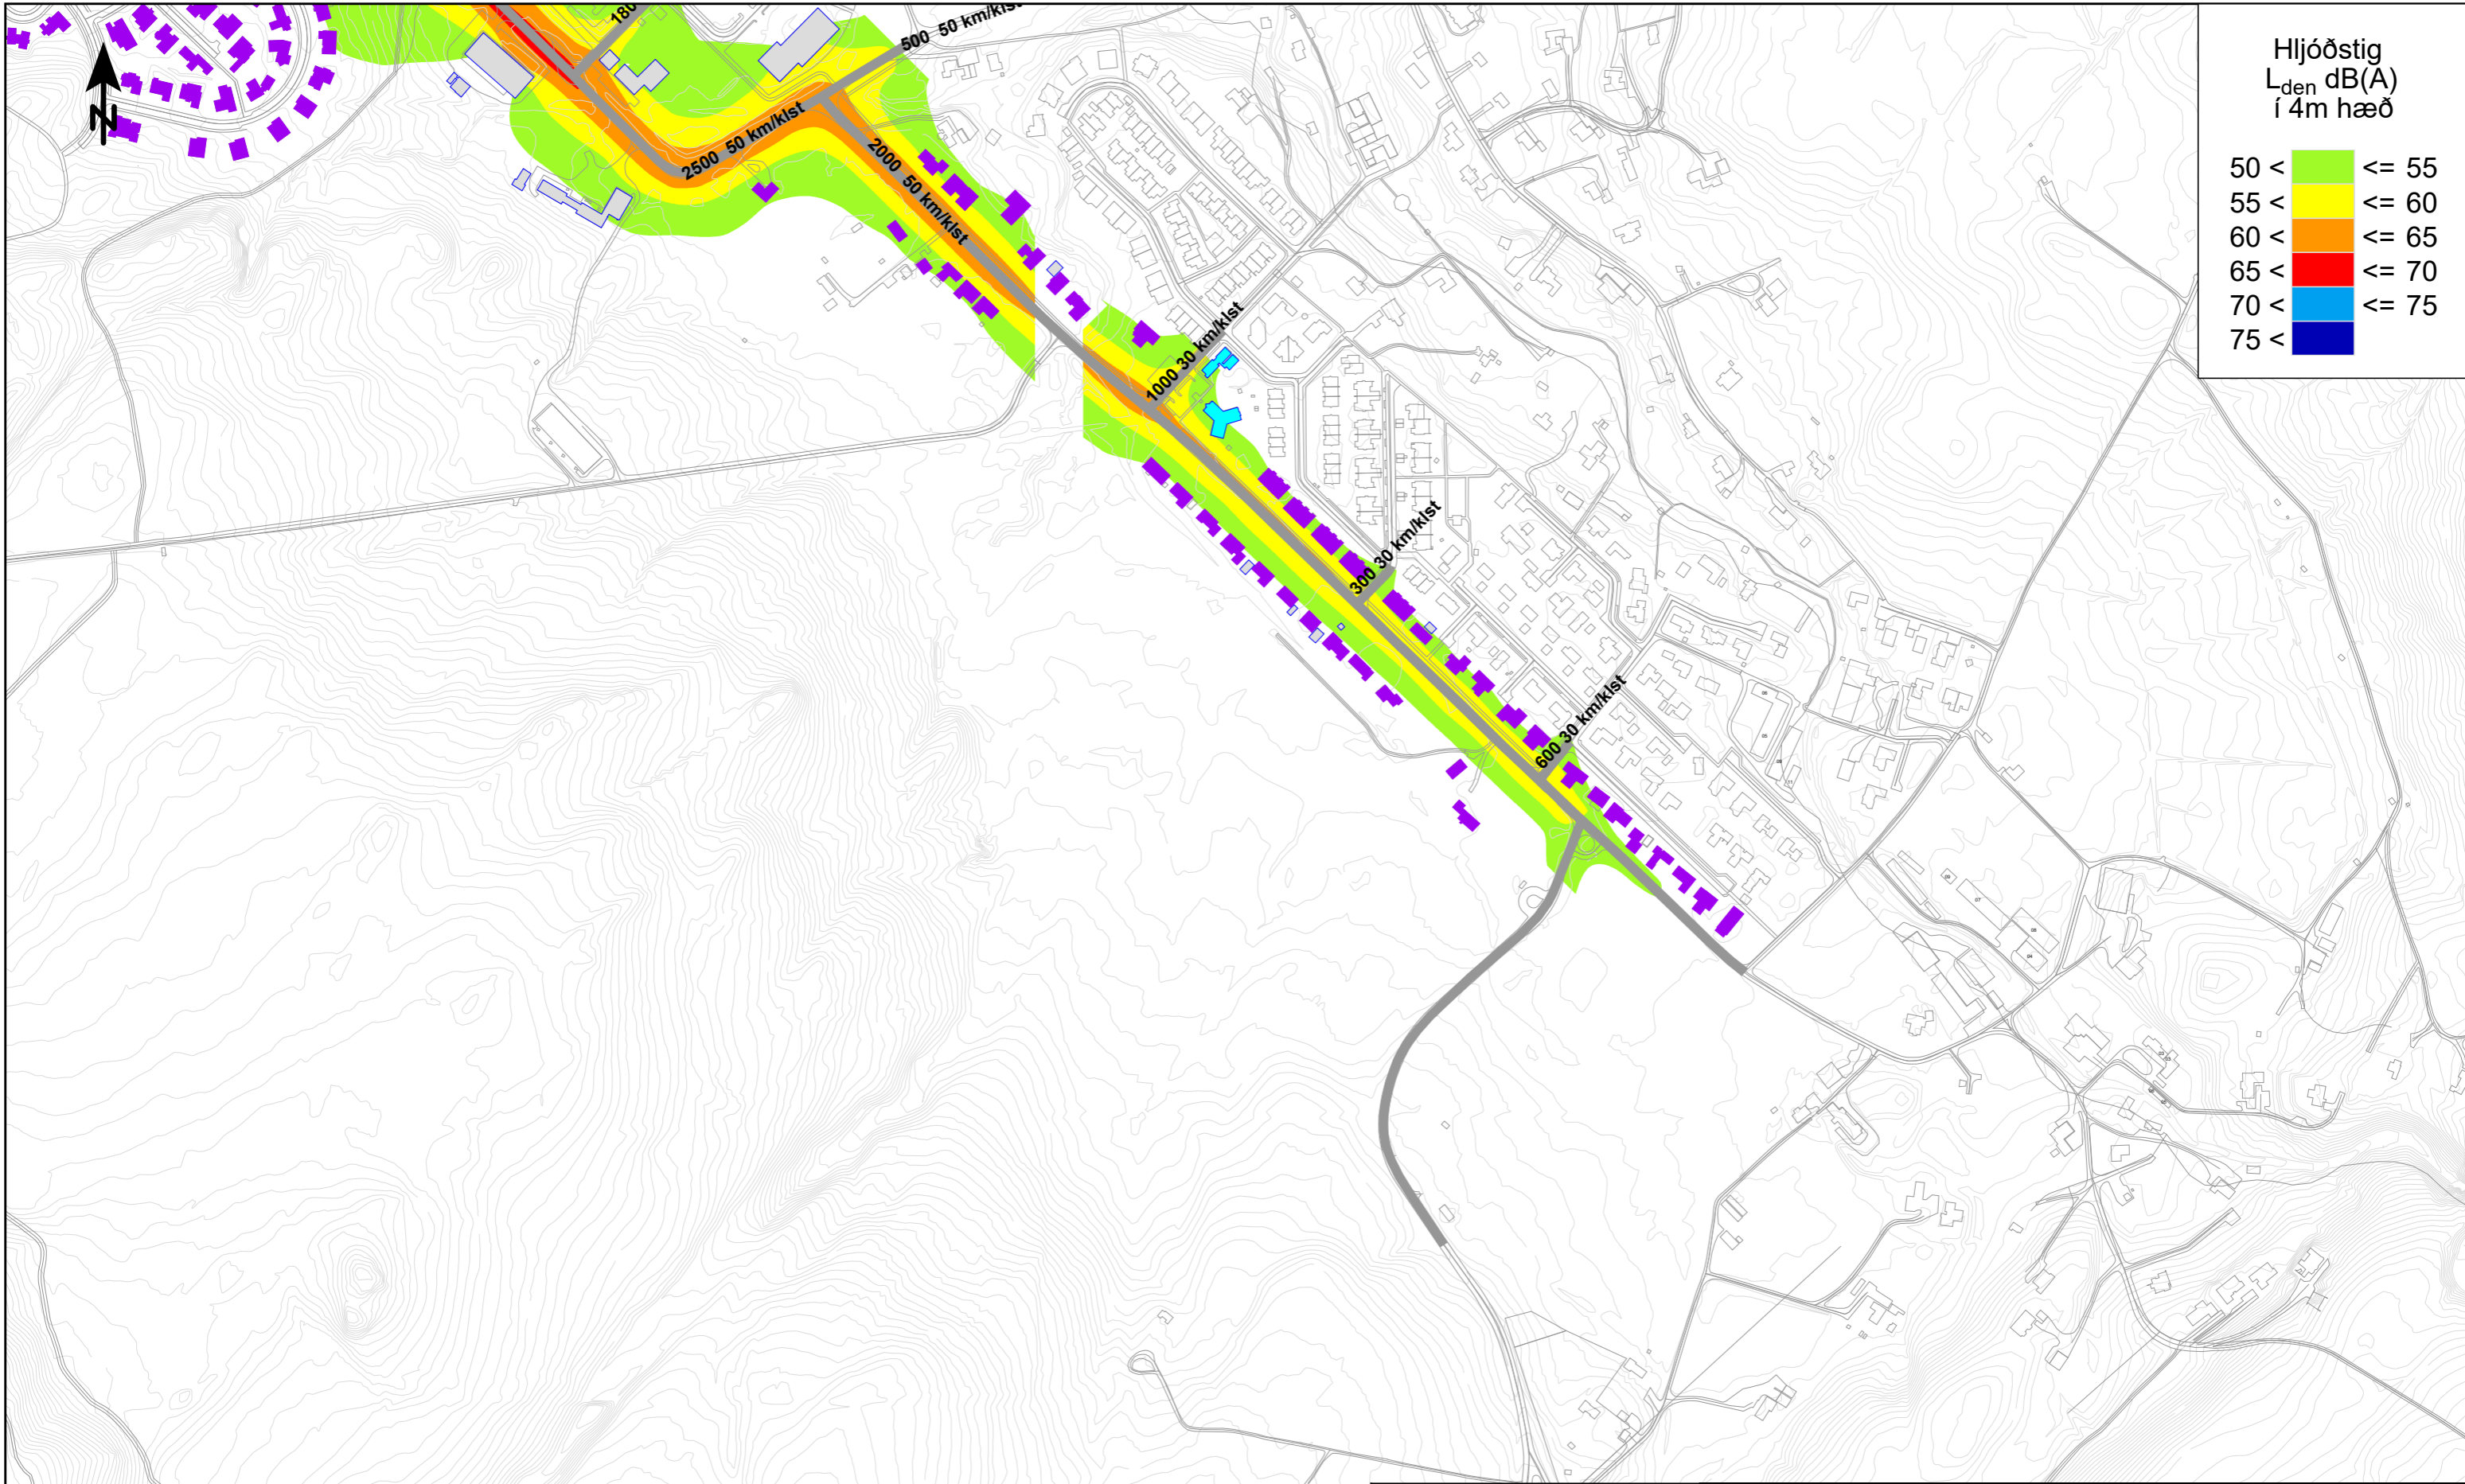 Hljóðstig
Lden dB(A)
í 4m hæð
50 < <= 55
55 < <= 60
60 < <= 65
65 < <= 70
70 < <= 75
75 <
N
180
500 50 km/klst
2500 50 km/klst
2000 50 km/klst
1000 30 km/klst
300 30 km/klst
600 30 km/klst